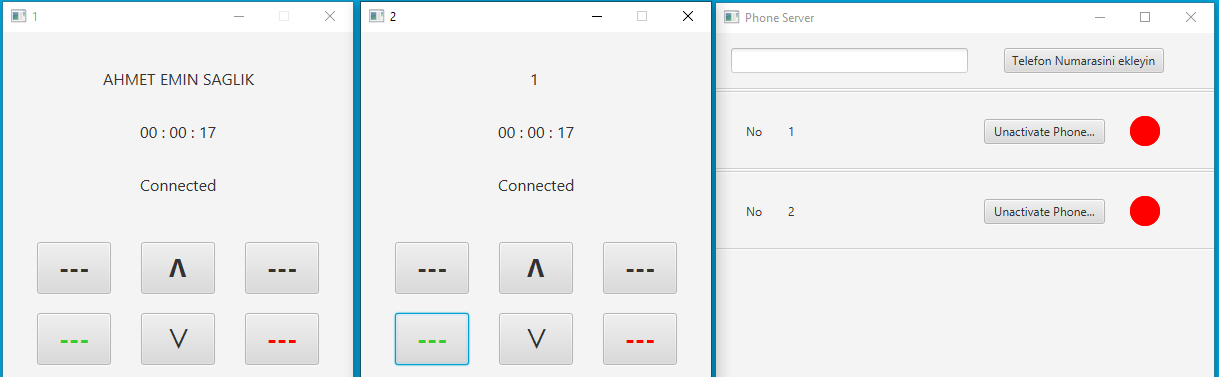 1
AHMET EMIN SAGLIK
00 : 00 : 17
Connected
--- Λ ---
--- V ---
2
1
00 : 00 : 17
Connected
--- Λ ---
--- V ---
Phone Server
Telefon Numarasini ekleyin
No 1 Unactivate Phone...
No 2 Unactivate Phone...